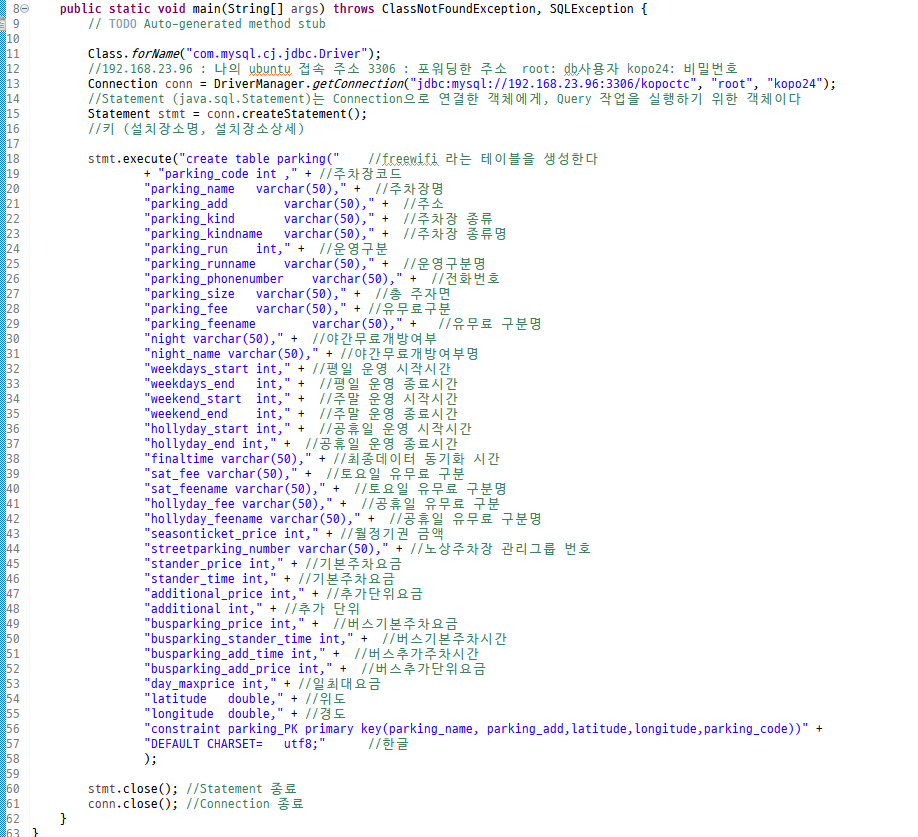 8 public static void main(String[] args) throws ClassNotFoundException, SQLException {
9 // TODO Auto-generated method stub
10
11 Class.forName("com.mysql.cj.jdbc.Driver");
12 //192.168.23.96 : 나의 ubuntu 접속 주소 3306 : 포워딩한 주소  root: db사용자 kopo24: 비밀번호
13 Connection conn = DriverManager.getConnection("jdbc:mysql://192.168.23.96:3306/kopoctc", "root", "kopo24");
14 //Statement (java.sql.Statement)는 Connection으로 연결한 객체에게, Query 작업을 실행하기 위한 객체이다
15 Statement stmt = conn.createStatement();
16 //키 (설치장소명, 설치장소상세)
17
18 stmt.execute("create table parking("    //freewifi 라는 테이블을 생성한다
19 + "parking_code int ," + //주차장코드
20 "parking_name   varchar(50)," +  //주차장명
21 "parking_add        varchar(50)," +  //주소
22 "parking_kind       varchar(50)," +  //주차장 종류
23 "parking_kindname   varchar(50)," +  //주차장 종류명
24 "parking_run    int," +  //운영구분
25 "parking_runname    varchar(50)," +  //운영구분명
26 "parking_phonenumber    varchar(50)," +  //전화번호
27 "parking_size   varchar(50)," +  //총 주자면
28 "parking_fee    varchar(50)," + //유무료구분
29 "parking_feename        varchar(50)," +   //유무료 구분명
30 "night varchar(50)," +  //야간무료개방여부
31 "night_name varchar(50)," + //야간무료개방여부명
32 "weekdays_start int," + //평일 운영 시작시간
33 "weekdays_end   int," +  //평일 운영 종료시간
34 "weekend_start  int," +  //주말 운영 시작시간
35 "weekend_end    int," +  //주말 운영 종료시간
36 "hollyday_start int," +  //공휴일 운영 시작시간
37 "hollyday_end int," +  //공휴일 운영 종료시간
38 "finaltime varchar(50)," + //최종데이터 동기화 시간
39 "sat_fee varchar(50)," +  //토요일 유무료 구분
40 "sat_feename varchar(50)," +  //토요일 유무료 구분명
41 "hollyday_fee varchar(50)," +  //공휴일 유무료 구분
42 "hollyday_feename varchar(50)," +  //공휴일 유무료 구분명
43 "seasonticket_price int," + //월정기권 금액
44 "streetparking_number varchar(50)," + //노상주차장 관리그룹 번호
45 "stander_price int," + //기본주차요금
46 "stander_time int," + //기본주차요금
47 "additional_price int," + //추가단위요금
48 "additional int," + //추가 단위
49 "busparking_price int," +  //버스기본주차요금
50 "busparking_stander_time int," +  //버스기본주차시간
51 "busparking_add_time int," +  //버스추가주차시간
52 "busparking_add_price int," +  //버스추가단위요금
53 "day_maxprice int," + //일최대요금
54 "latitude   double," + //위도
55 "longitude  double," + //경도
56 "constraint parking_PK primary key(parking_name, parking_add,latitude,longitude,parking_code))" +
57 "DEFAULT CHARSET=   utf8;"      //한글
58 );
59
60 stmt.close(); //Statement 종료
61 conn.close(); //Connection 종료
62 }
63 }